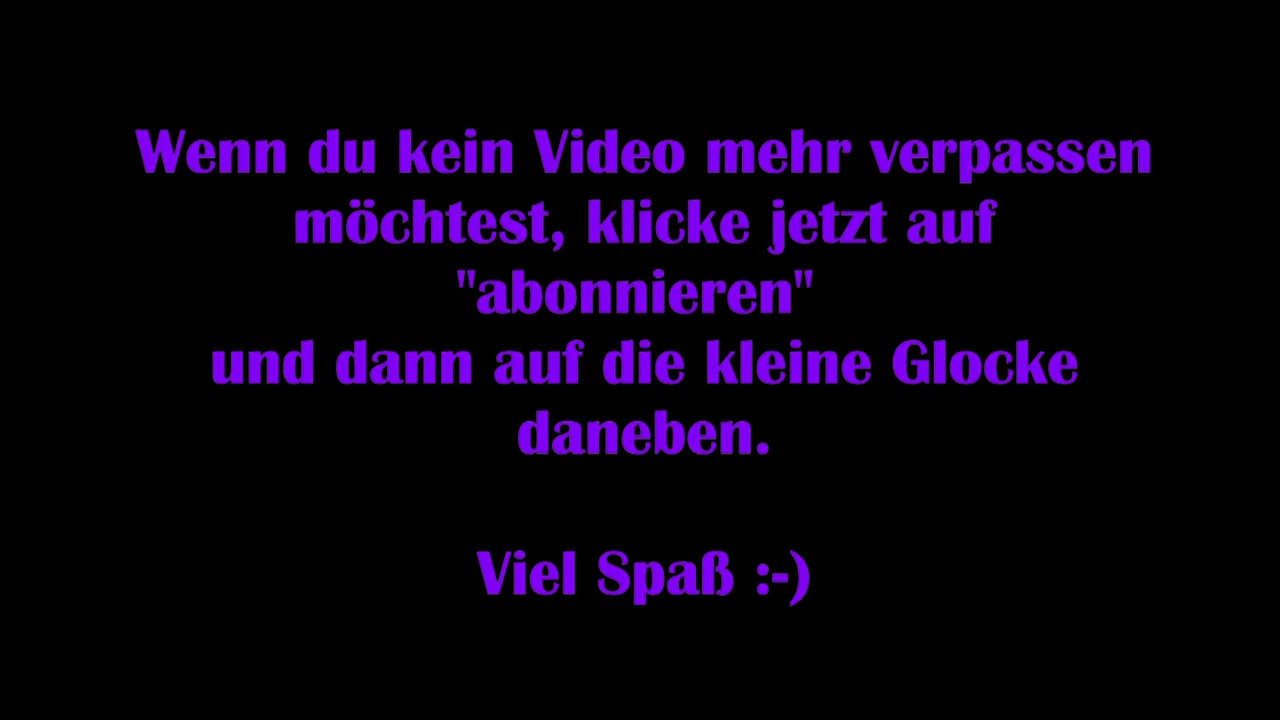 Wenn du kein Video mehr verpassen
möchtest, klicke jetzt auf
"abonnieren"
und dann auf die kleine Glocke
daneben.
Viel Spaß :-)